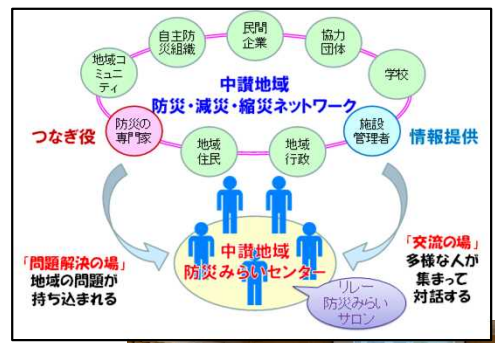 自主防
災組織
民間
企業
協力
団体
地域コ
ミュニ
ティ
学校
中讃地域
防災・減災・縮災ネットワーク
つなぎ役
防災の
専門家
地域
住民
地域
行政
施設
管理者
情報提供
「問題解決の場」
地域の問題が
持ち込まれる
中讃地域
防災みらいセンター
「交流の場」
多様な人が
集まって
対話する
リレー
防災みらい
サロン